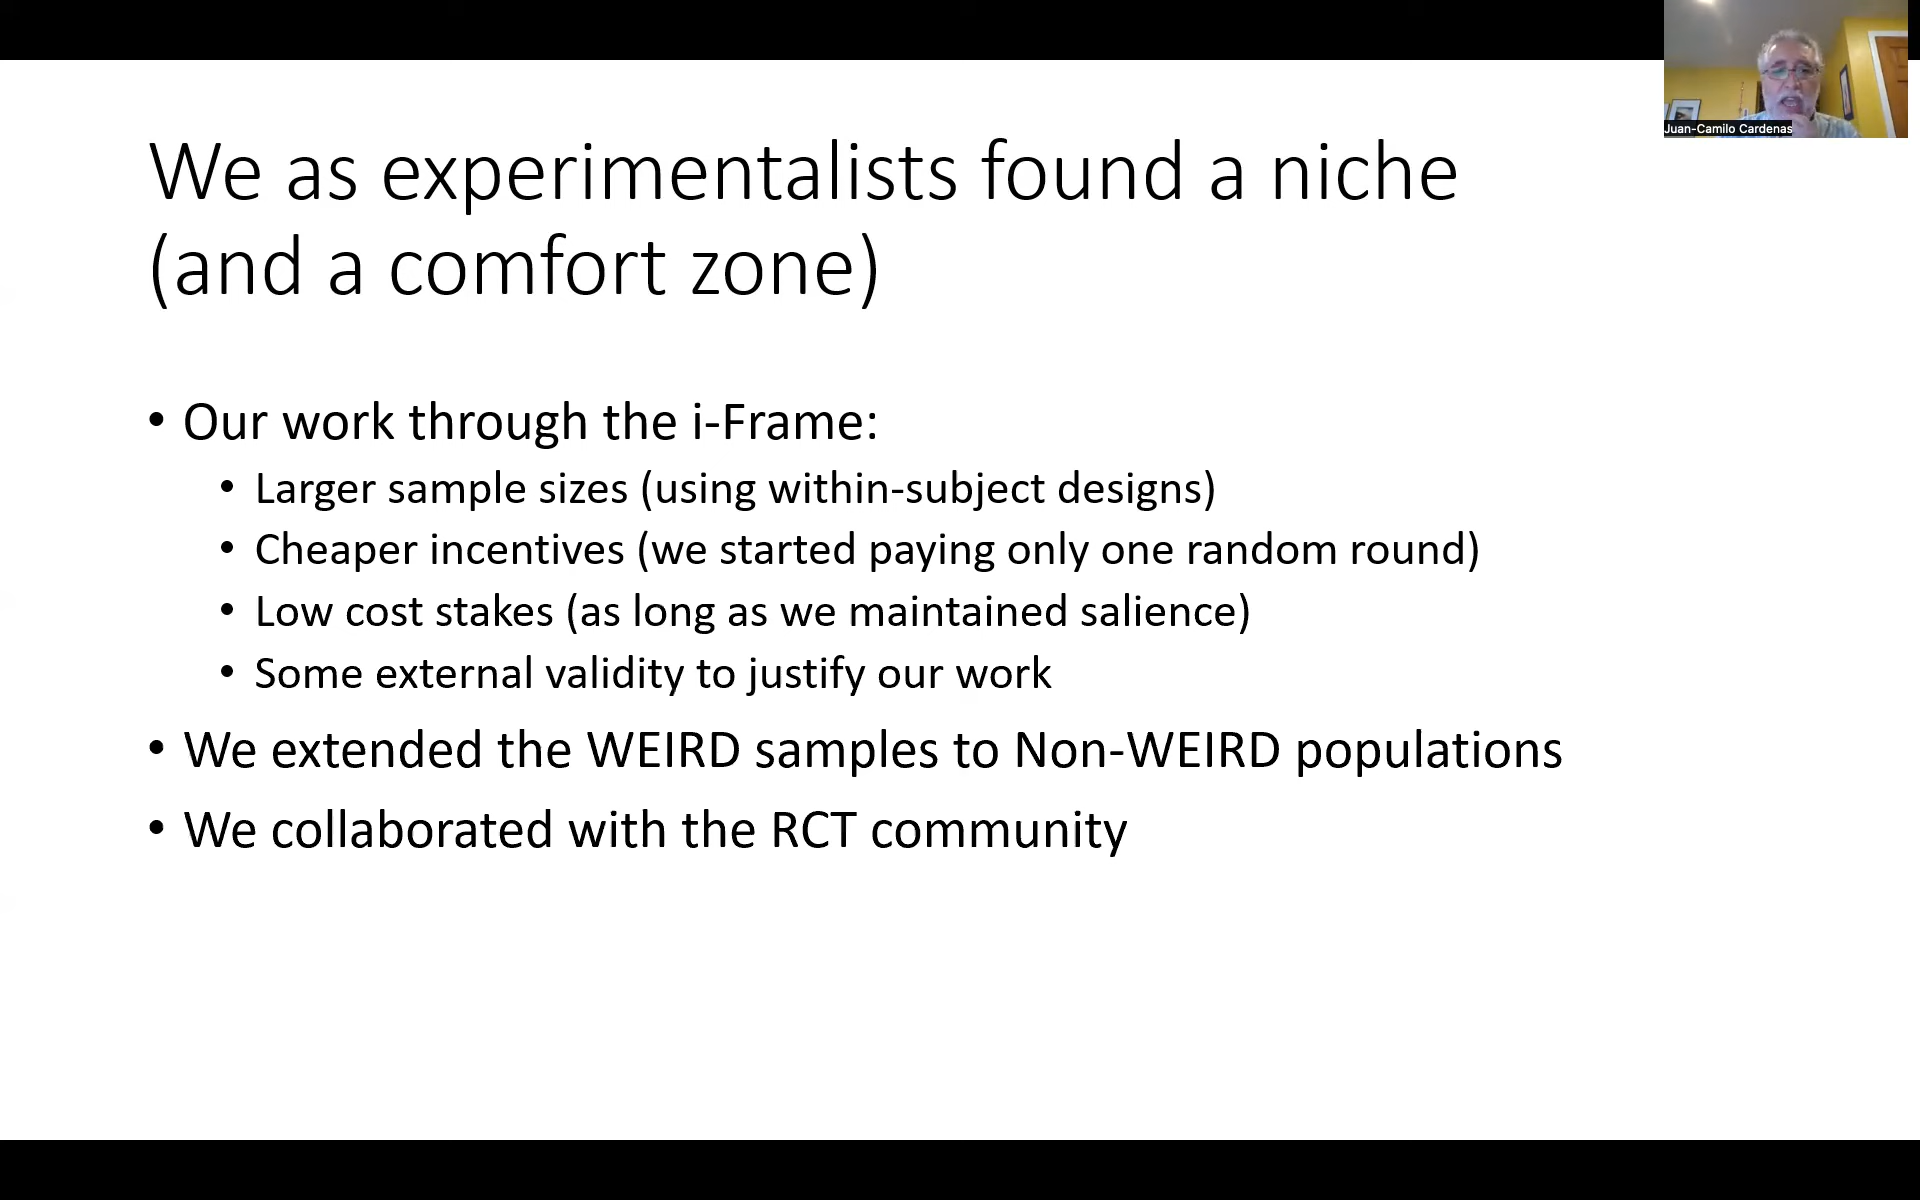 Juan-Camilo Cardenas
We as experimentalists found a niche
(and a comfort zone)
• Our work through the i-Frame:
• Larger sample sizes (using within-subject designs)
• Cheaper incentives (we started paying only one random round)
• Low cost stakes (as long as we maintained salience)
• Some external validity to justify our work
• We extended the WEIRD samples to Non-WEIRD populations
• We collaborated with the RCT community